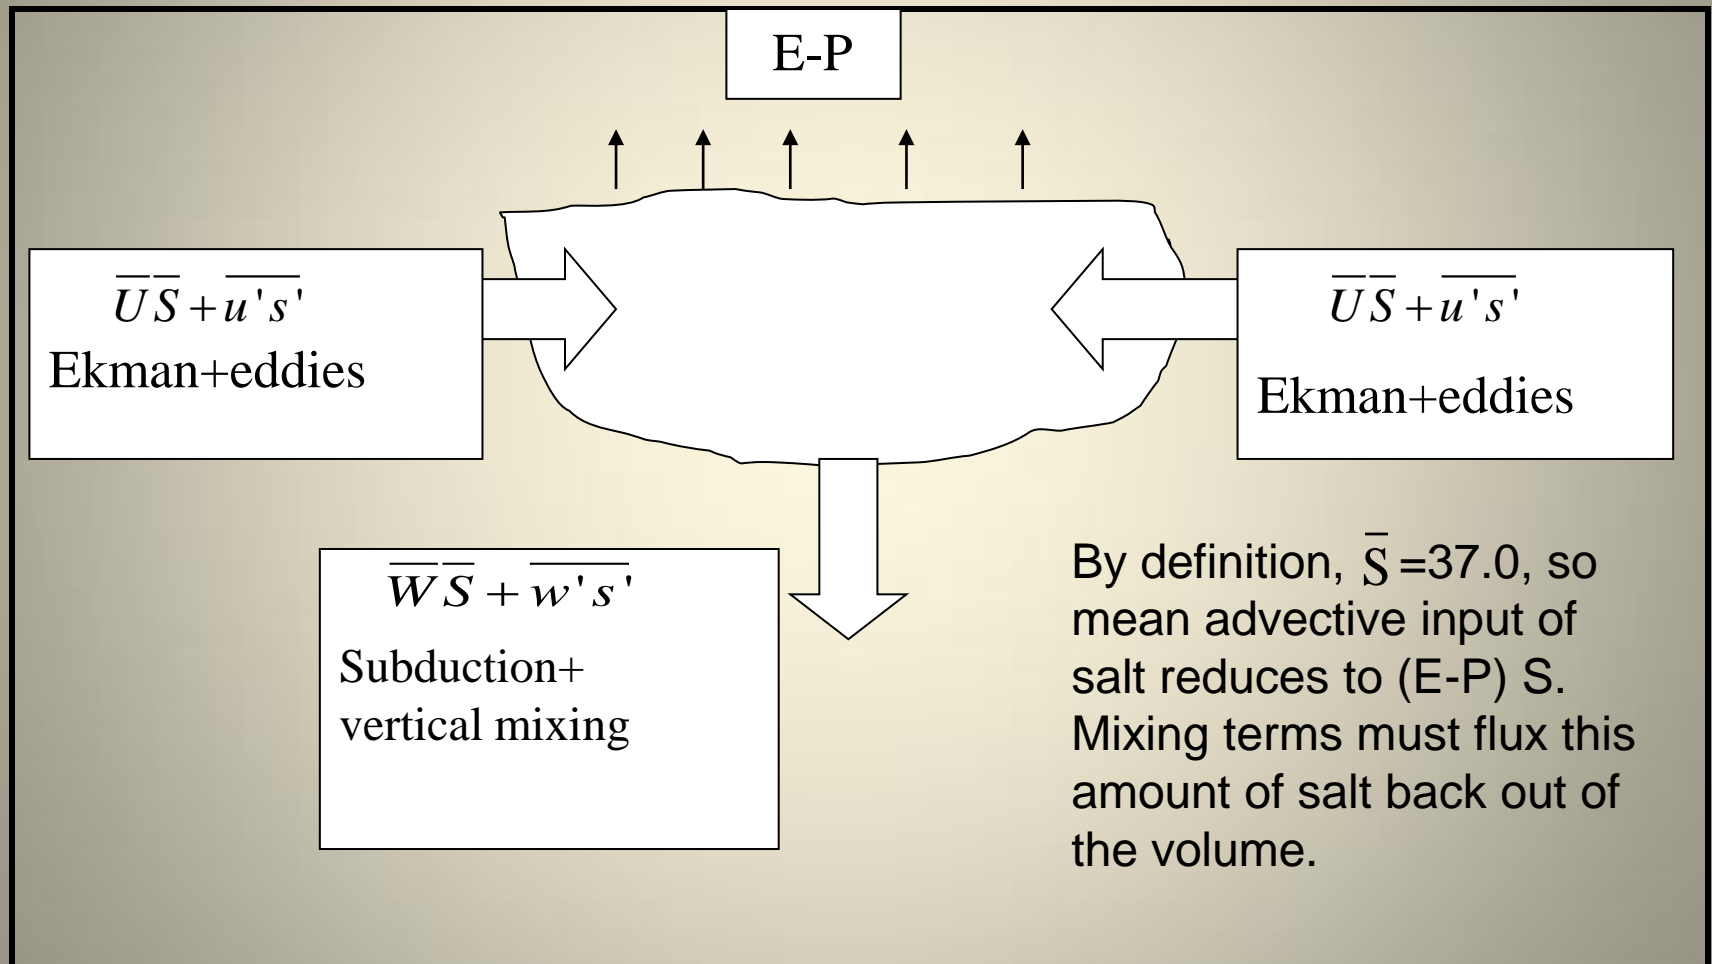 E-P
U̅ S̅ + u's'̅
Ekman+eddies
U̅ S̅ + u's'̅
Ekman+eddies
W̅ S̅ + w's'̅
Subduction+
vertical mixing
By definition, S̅ =37.0, so
mean advective input of
salt reduces to (E-P) S.
Mixing terms must flux this
amount of salt back out of
the volume.